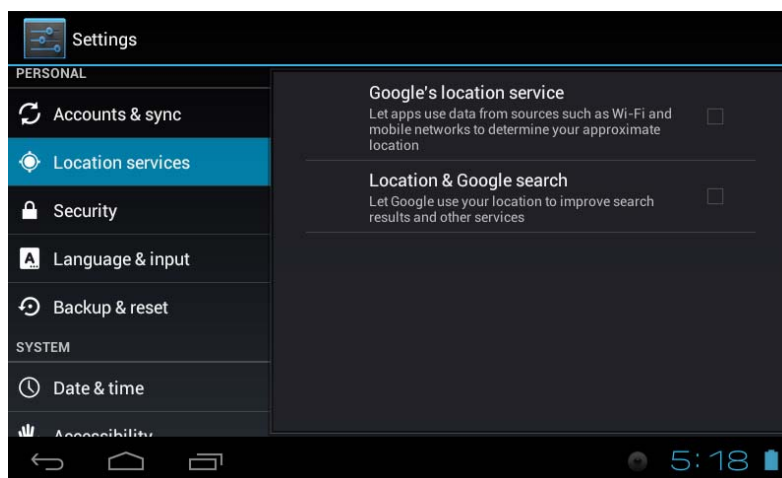 Settings
PERSONAL
Accounts & sync
Location services
Security
Language & input
Backup & reset
SYSTEM
Date & time
Accessibility
Google's location service
Let apps use data from sources such as Wi-Fi and
mobile networks to determine your approximate
location
Location & Google search
Let Google use your location to improve search
results and other services
5:18